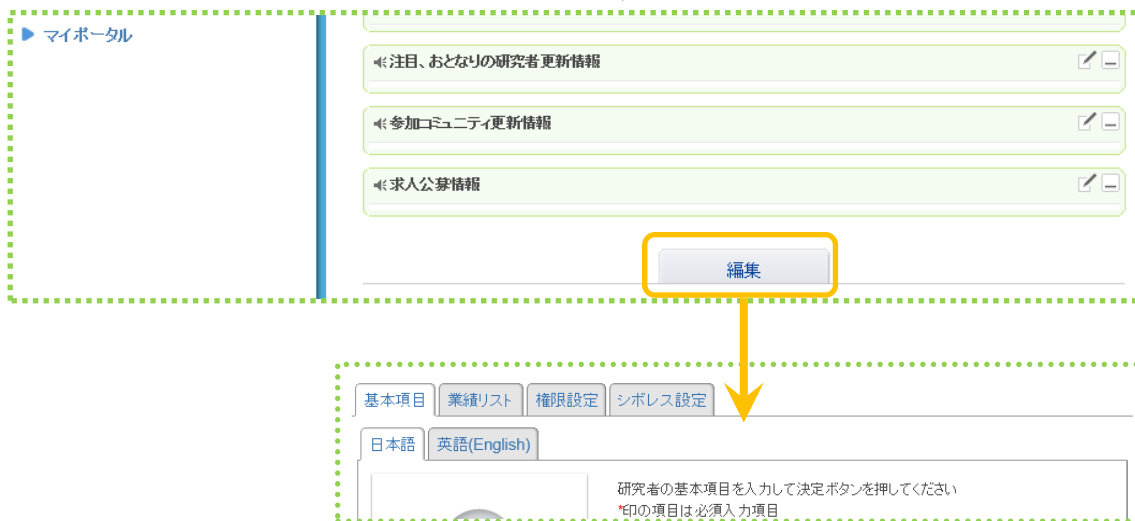 マイポータル
注目、おとなりの研究者更新情報
参加コミュニティ更新情報
求人公募情報
編集
基本項目 業績リスト 権限設定 シボレス設定
日本語 英語(English)
研究者の基本項目を入力して決定ボタンを押してください
*印の項目は必須入力項目